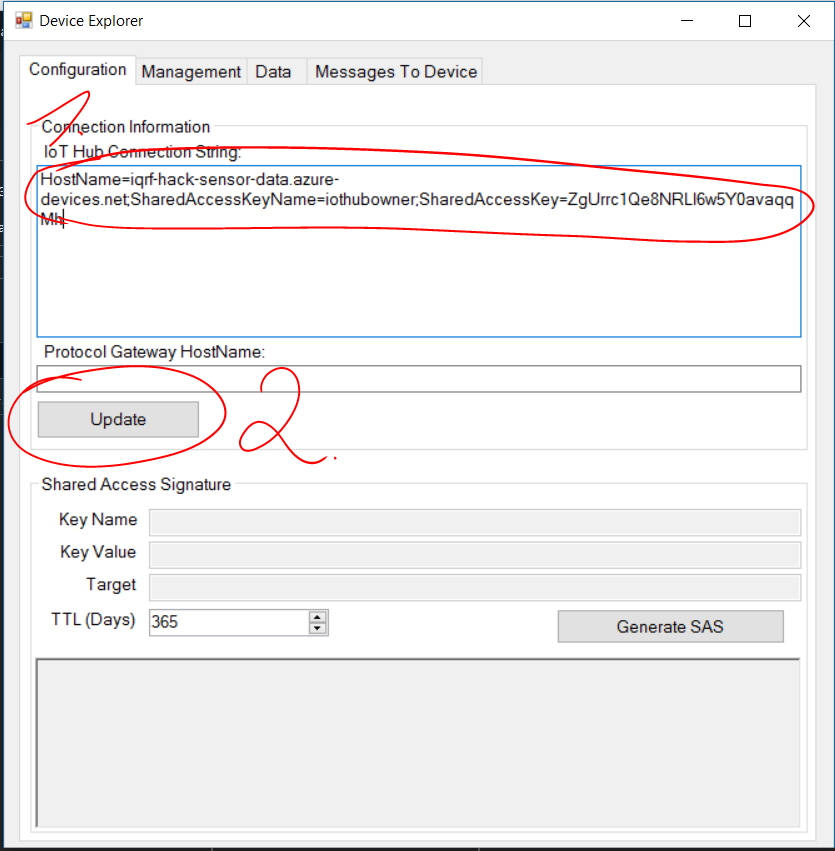 Device Explorer
Configuration
Management
Data
Messages To Device
1.
Connection Information
IoT Hub Connection String:
HostName=iqrf-hack-sensor-data.azure-
devices.net;SharedAccessKeyName=iothubowner;SharedAccessKey=ZgUrrc1Qe8NRLl6w5Y0avaqq
Mh
Protocol Gateway HostName:
Update
2.
Shared Access Signature
Key Name
Key Value
Target
TTL (Days)
365
Generate SAS